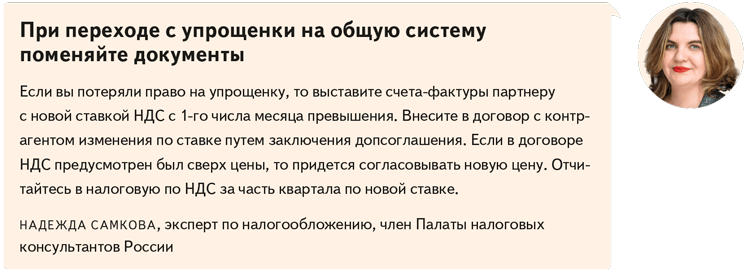 При переходе с упрощенки на общую систему
поменяйте документы
Если вы потеряли право на упрощенку, то выставите счета-фактуры партнеру
с новой ставкой НДС с 1-го числа месяца превышения. Внесите в договор с контр-
агентом изменения по ставке путем заключения допсоглашения. Если в договоре
НДС предусмотрен был сверх цены, то придется согласовывать новую цену. Отчи-
тайтесь в налоговую по НДС за часть квартала по новой ставке.
НАДЕЖДА САМКОВА, эксперт по налогообложению, член Палаты налоговых
консультантов России